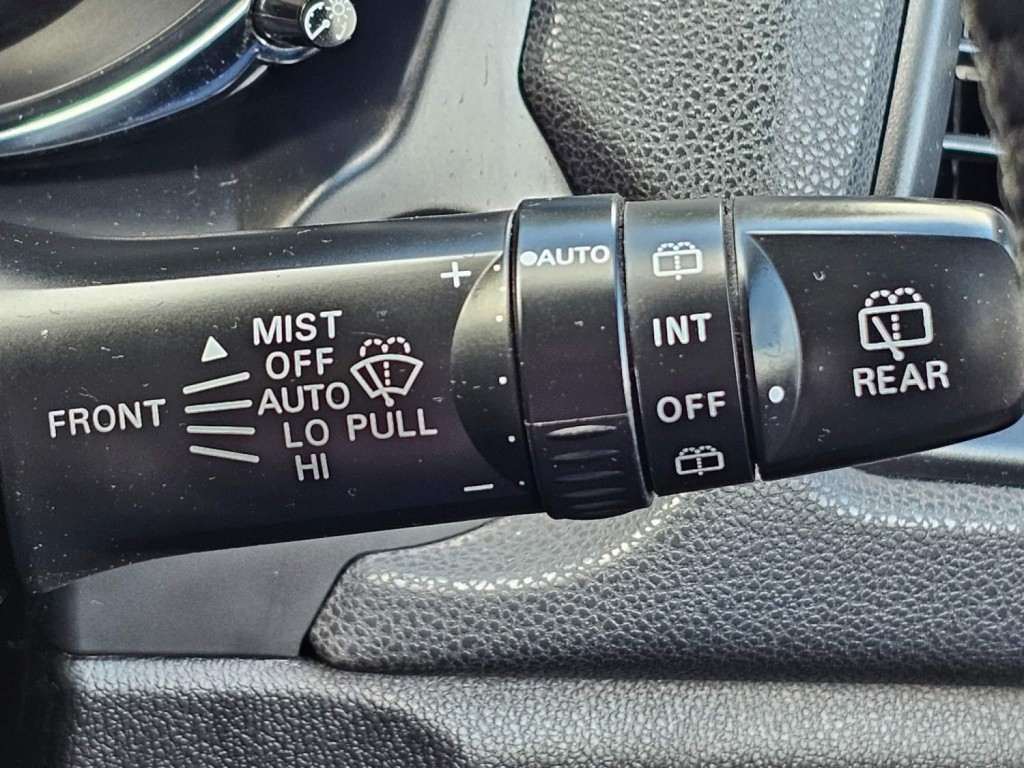 FRONT
MIST
OFF
AUTO
LO
HI
PULL
+
−
●AUTO
INT
OFF
REAR